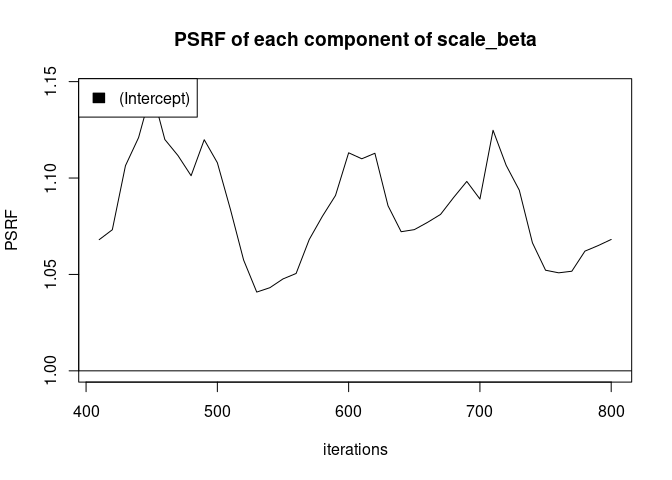 PSRF of each component of scale_beta
(Intercept)
PSRF
1.15
1.10
1.05
1.00
400 500 600 700 800
iterations